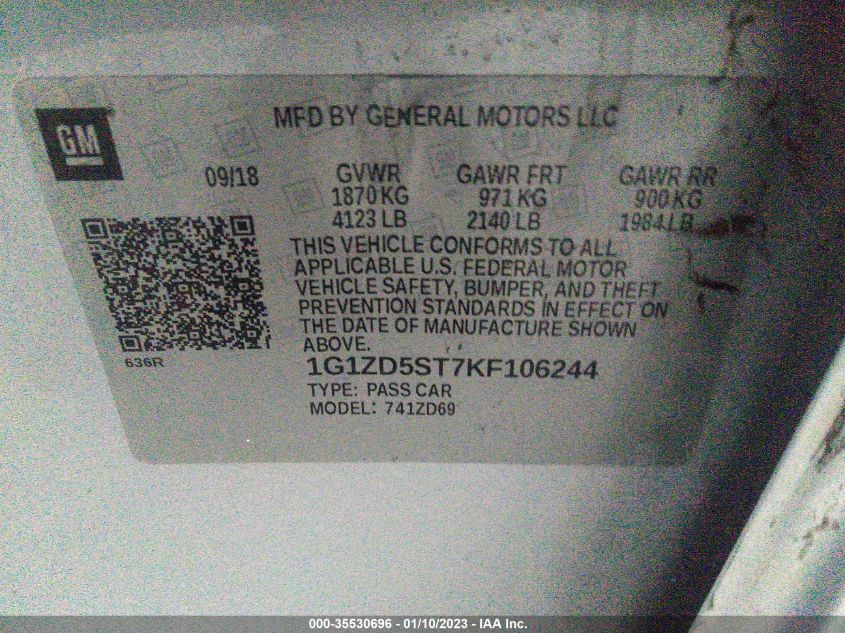 GM
MFD BY GENERAL MOTORS LLC
09/18 GVWR GAWR FRT GAWR RR
1870 KG 971 KG 900 KG
4123 LB 2140 LB 1984 LB
THIS VEHICLE CONFORMS TO ALL
APPLICABLE U.S. FEDERAL MOTOR
VEHICLE SAFETY, BUMPER, AND THEFT
PREVENTION STANDARDS IN EFFECT ON
THE DATE OF MANUFACTURE SHOWN
ABOVE.
636R
1G1ZD5ST7KF106244
TYPE: PASS CAR
MODEL: 741ZD69
000-35530696 - 01/10/2023 - IAA Inc.